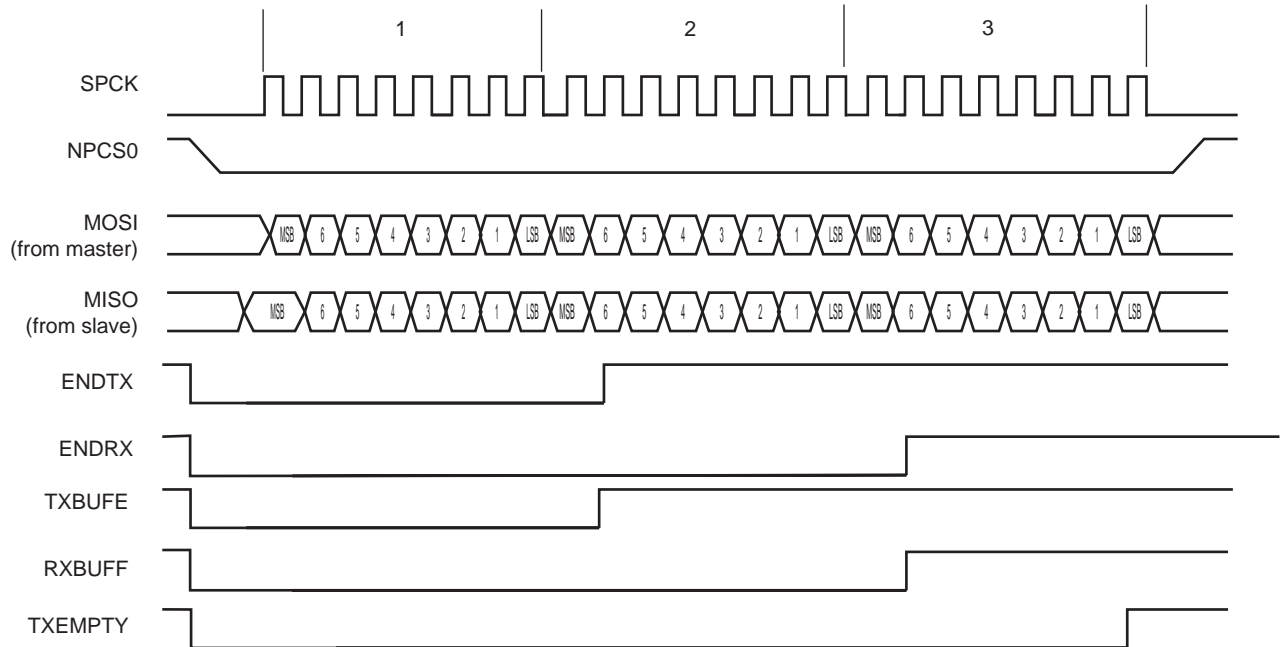 1 2 3
SPCK
NPCS0
MOSI
(from master)
MSB 6 5 4 3 2 1 LSB MSB 6 5 4 3 2 1 LSB MSB 6 5 4 3 2 1 LSB
MISO
(from slave)
MSB 6 5 4 3 2 1 LSB MSB 6 5 4 3 2 1 LSB MSB 6 5 4 3 2 1 LSB
ENDTX
ENDRX
TXBUFE
RXBUFF
TXEMPTY